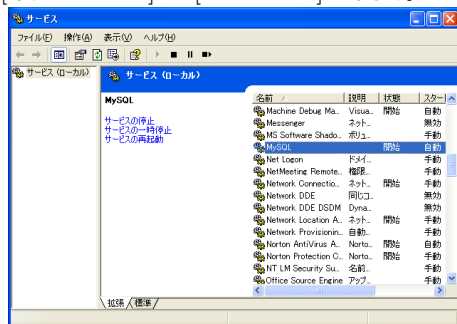 サービス
ファイル(F) 操作(A) 表示(V) ヘルプ(H)
サービス (ローカル)
サービス (ローカル)
MySQL
サービスの停止
サービスの一時停止
サービスの再起動
名前 説明 状態 スター
Machine Debug Ma... Visua... 開始 自動
Messenger ネット... 無効
MS Software Shado... ボリュ... 手動
MySQL 開始 自動
Net Logon ドメイ... 手動
NetMeeting Remote... 権限... 手動
Network Connectio... ネット... 開始 手動
Network DDE 同じコ... 無効
Network DDE DSDM Dyna... 無効
Network Location A... ネット... 開始 手動
Network Provisionin... 自動... 手動
Norton AntiVirus A... Norto... 開始 自動
Norton Protection C... Norto... 開始 手動
NT LM Security Su... 名前... 手動
Office Source Engine アップ... 手動
拡張 標準